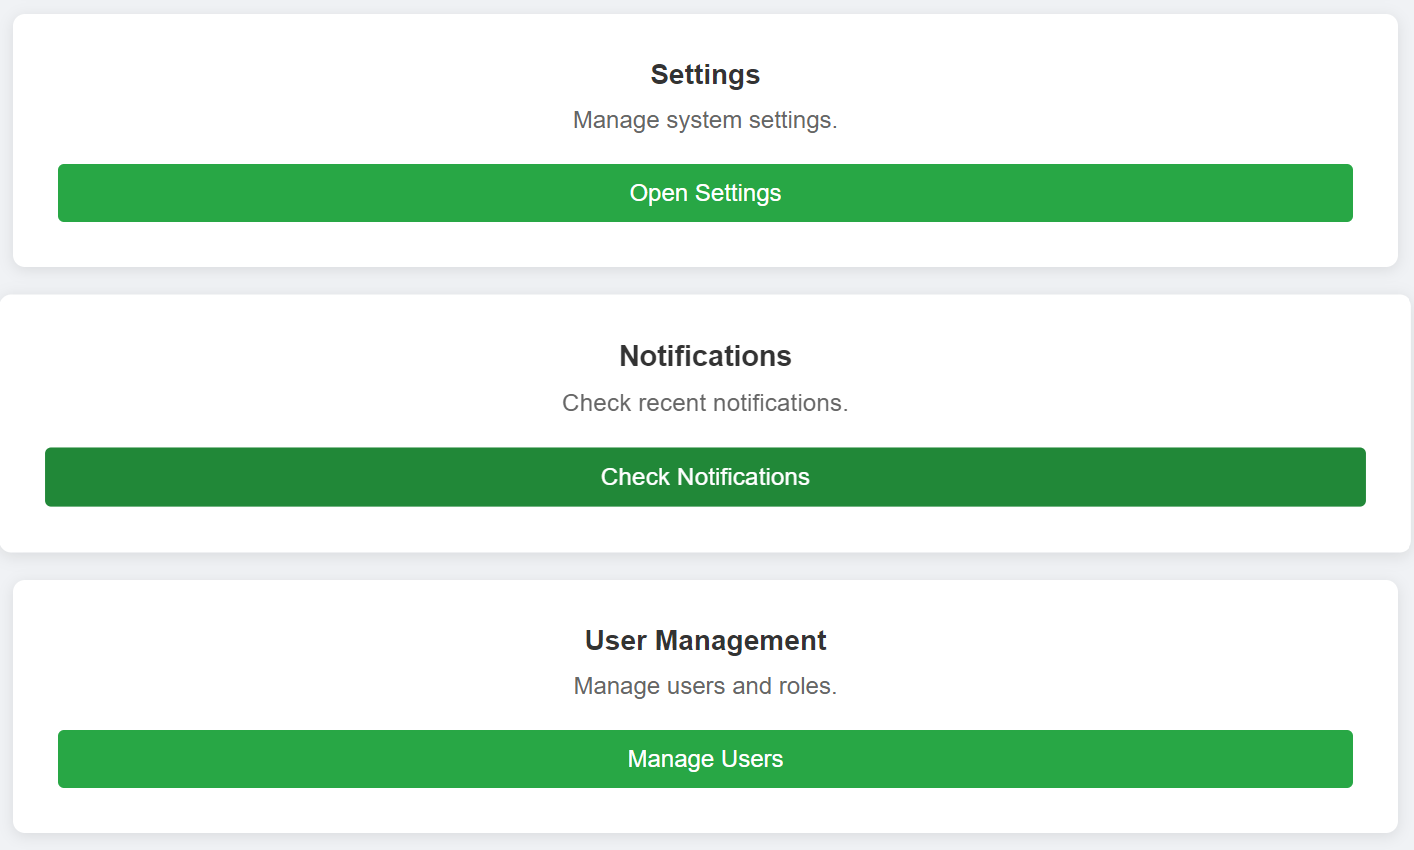 Settings
Manage system settings.
Open Settings
Notifications
Check recent notifications.
Check Notifications
User Management
Manage users and roles.
Manage Users